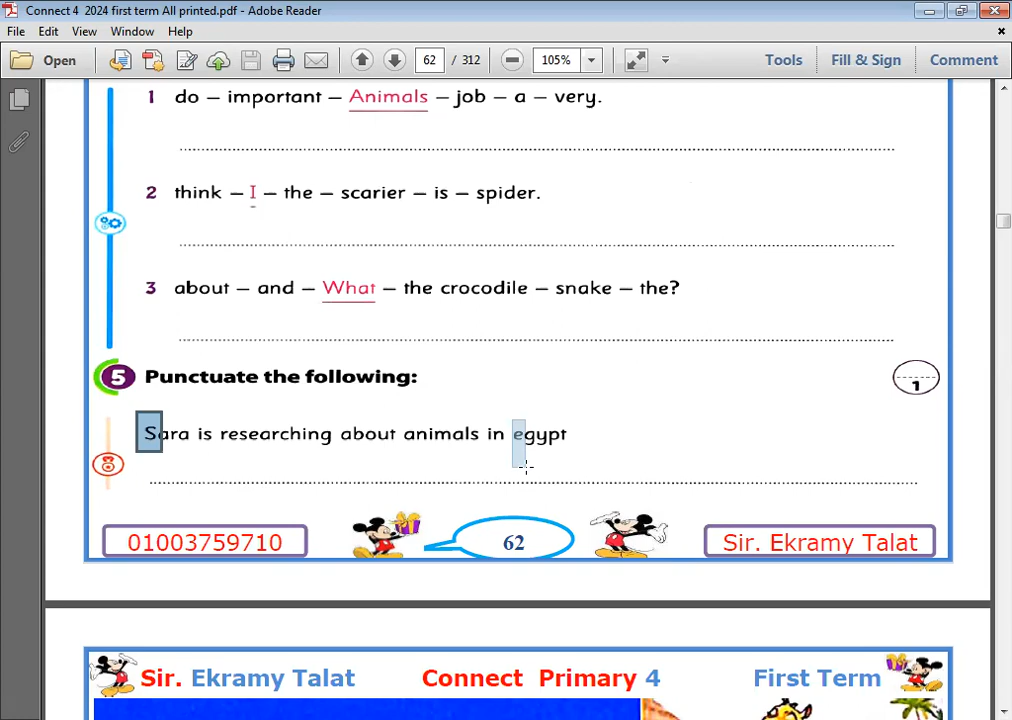 Connect 4 2024 first term All printed.pdf - Adobe Reader
File Edit View Window Help
Open 62 / 312 105% Tools Fill & Sign Comment
1 do – important – Animals – job – a – very.
2 think – I – the – scarier – is – spider.
3 about – and – What – the crocodile – snake – the?
5 Punctuate the following:
1
Sara is researching about animals in egypt
01003759710 62 Sir. Ekramy Talat
Sir. Ekramy Talat Connect Primary 4 First Term